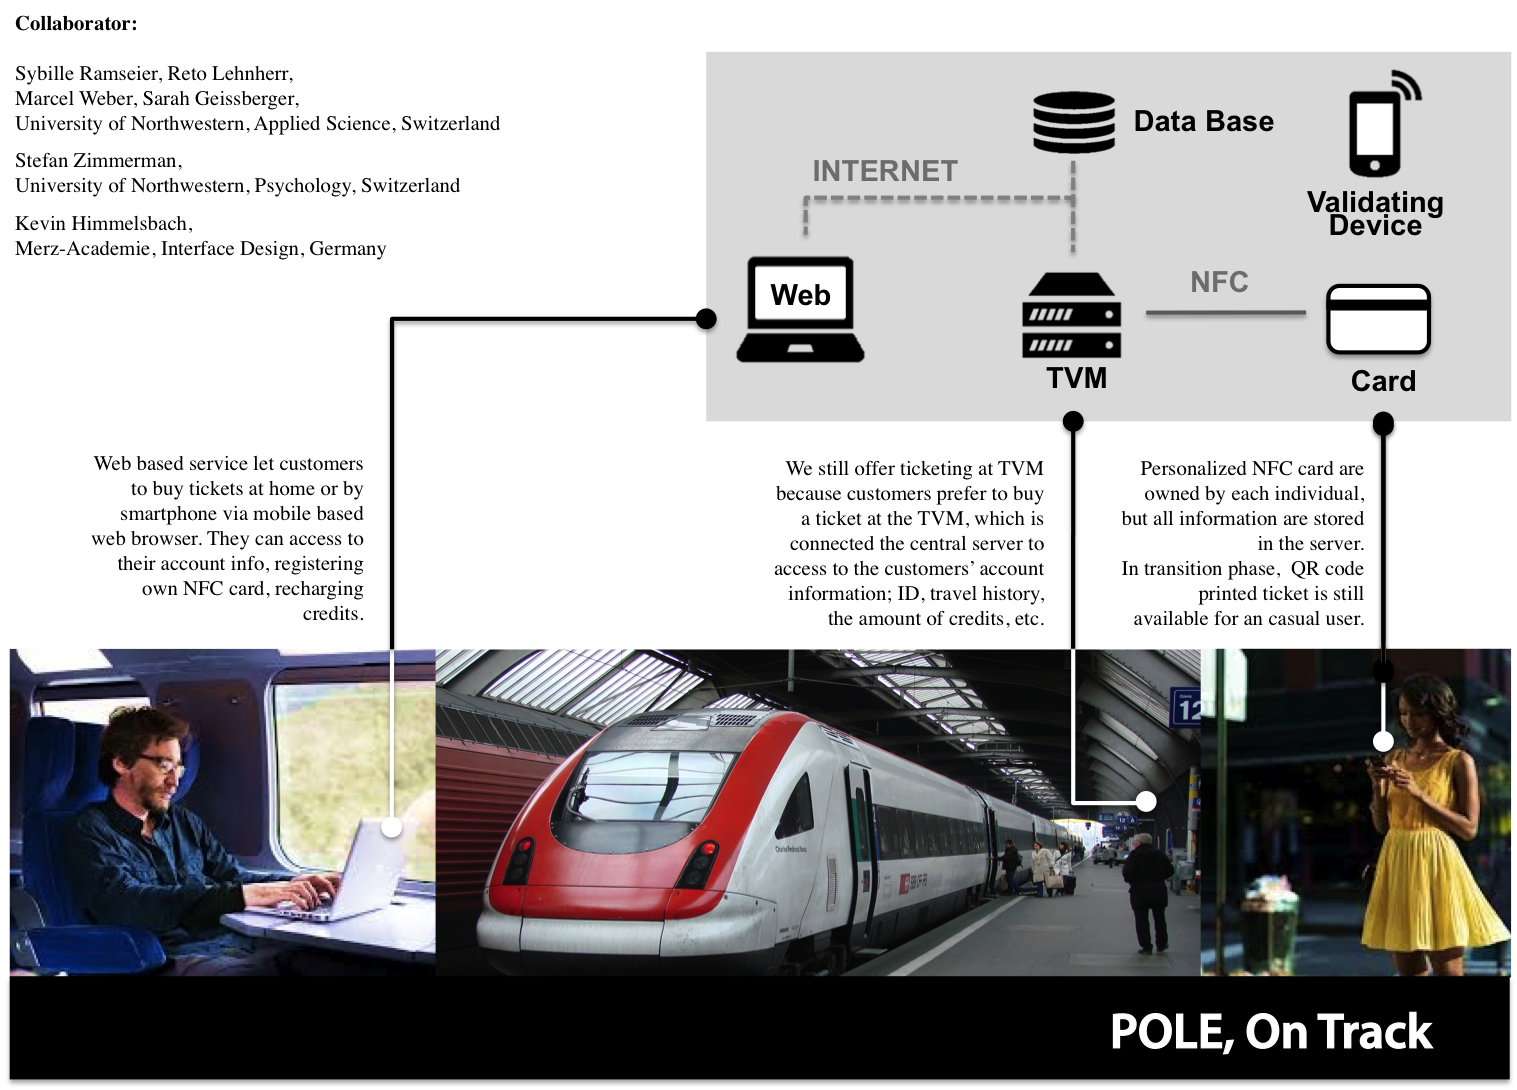 Collaborator:
Sybille Ramseier, Reto Lehnherr,
Marcel Weber, Sarah Geissberger,
University of Northwestern, Applied Science, Switzerland
Stefan Zimmerman,
University of Northwestern, Psychology, Switzerland
Kevin Himmelsbach,
Merz-Academie, Interface Design, Germany
Data Base
INTERNET
Validating
Device
Web
NFC
TVM
Card
Web based service let customers
to buy tickets at home or by
smartphone via mobile based
web browser. They can access to
their account info, registering
own NFC card, recharging
credits.
We still offer ticketing at TVM
because customers prefer to buy
a ticket at the TVM, which is
connected the central server to
access to the customers’ account
information; ID, travel history,
the amount of credits, etc.
Personalized NFC card are
owned by each individual,
but all information are stored
in the server.
In transition phase,  QR code
printed ticket is still
available for an casual user.
12
12
SBB CFF FFS
POLE, On Track